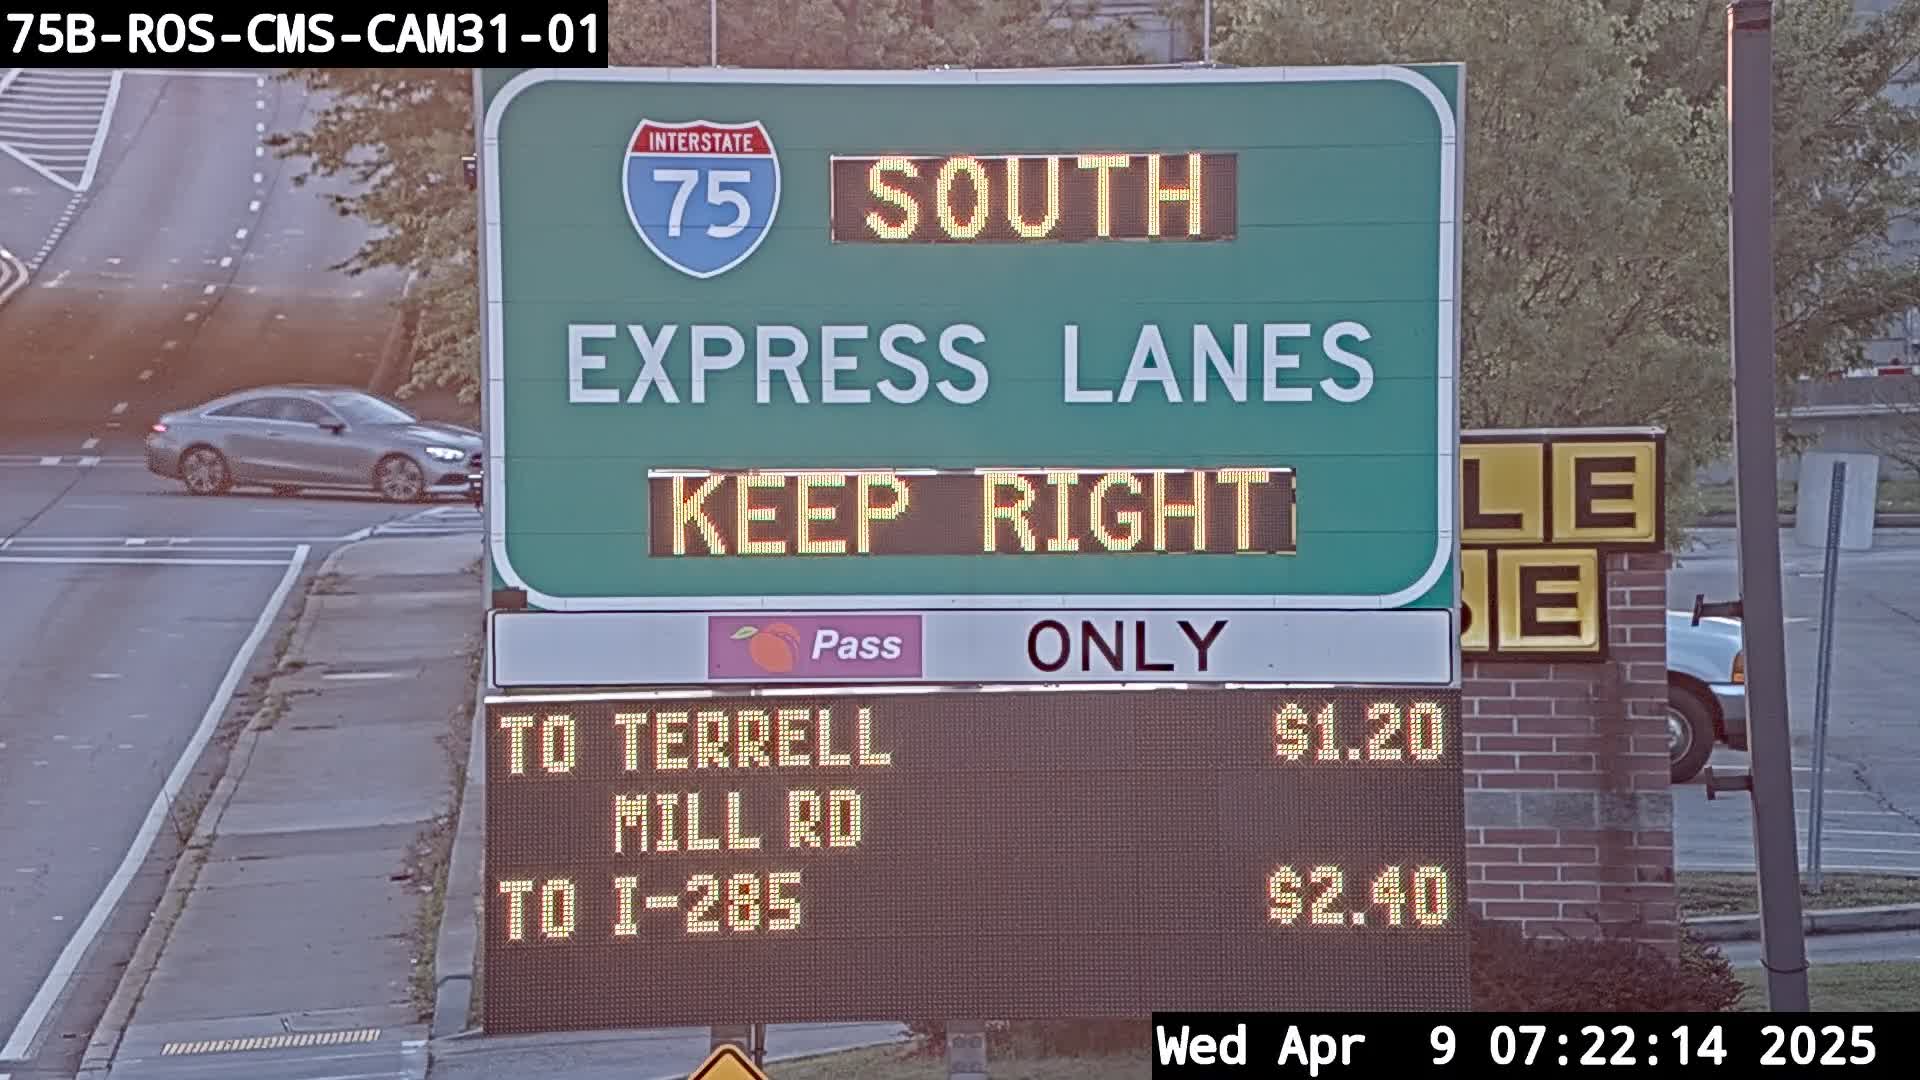 75B-ROS-CMS-CAM31-01
INTERSTATE
75
SOUTH
EXPRESS LANES
KEEP RIGHT
Pass ONLY
TO TERRELL $1.20
MILL RD
TO I-285 $2.40
LE
E
Wed Apr 9 07:22:14 2025